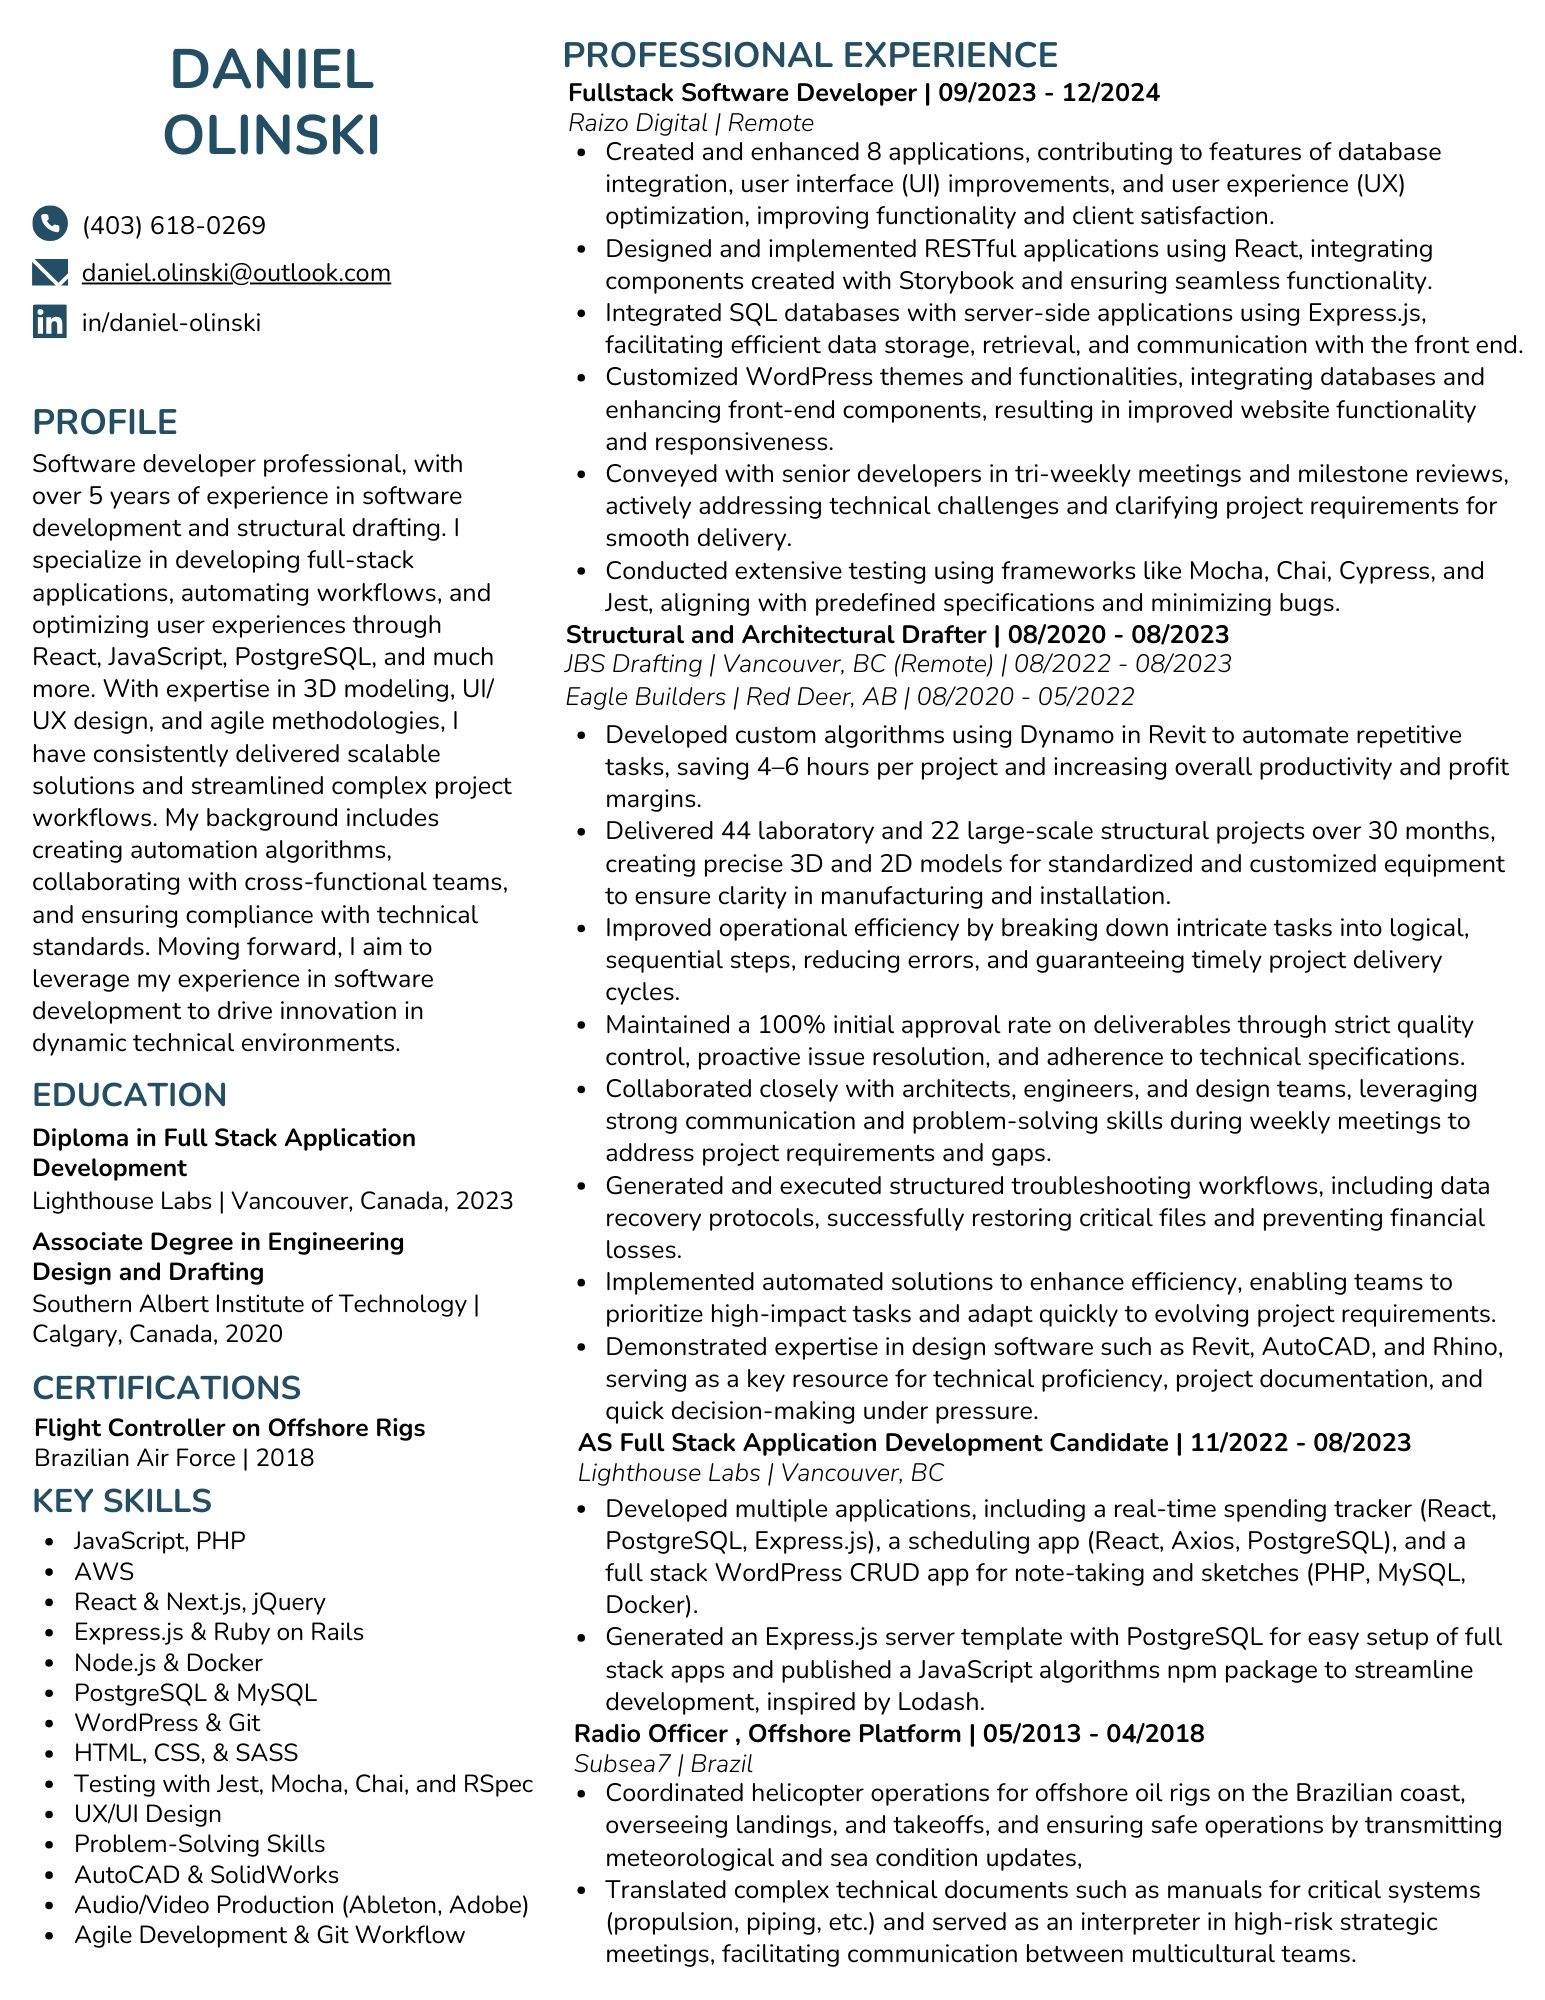 DANIEL
OLINSKI
(403) 618-0269
daniel.olinski@outlook.com
in/daniel-olinski
PROFILE
Software developer professional, with
over 5 years of experience in software
development and structural drafting. I
specialize in developing full-stack
applications, automating workflows, and
optimizing user experiences through
React, JavaScript, PostgreSQL, and much
more. With expertise in 3D modeling, UI/
UX design, and agile methodologies, I
have consistently delivered scalable
solutions and streamlined complex project
workflows. My background includes
creating automation algorithms,
collaborating with cross-functional teams,
and ensuring compliance with technical
standards. Moving forward, I aim to
leverage my experience in software
development to drive innovation in
dynamic technical environments.
EDUCATION
Diploma in Full Stack Application
Development
Lighthouse Labs | Vancouver, Canada, 2023
Associate Degree in Engineering
Design and Drafting
Southern Albert Institute of Technology |
Calgary, Canada, 2020
CERTIFICATIONS
Flight Controller on Offshore Rigs
Brazilian Air Force | 2018
KEY SKILLS
• JavaScript, PHP
• AWS
• React & Next.js, jQuery
• Express.js & Ruby on Rails
• Node.js & Docker
• PostgreSQL & MySQL
• WordPress & Git
• HTML, CSS, & SASS
• Testing with Jest, Mocha, Chai, and RSpec
• UX/UI Design
• Problem-Solving Skills
• AutoCAD & SolidWorks
• Audio/Video Production (Ableton, Adobe)
• Agile Development & Git Workflow
PROFESSIONAL EXPERIENCE
Fullstack Software Developer | 09/2023 - 12/2024
Raizo Digital | Remote
• Created and enhanced 8 applications, contributing to features of database
integration, user interface (UI) improvements, and user experience (UX)
optimization, improving functionality and client satisfaction.
• Designed and implemented RESTful applications using React, integrating
components created with Storybook and ensuring seamless functionality.
• Integrated SQL databases with server-side applications using Express.js,
facilitating efficient data storage, retrieval, and communication with the front end.
• Customized WordPress themes and functionalities, integrating databases and
enhancing front-end components, resulting in improved website functionality
and responsiveness.
• Conveyed with senior developers in tri-weekly meetings and milestone reviews,
actively addressing technical challenges and clarifying project requirements for
smooth delivery.
• Conducted extensive testing using frameworks like Mocha, Chai, Cypress, and
Jest, aligning with predefined specifications and minimizing bugs.
Structural and Architectural Drafter | 08/2020 - 08/2023
JBS Drafting | Vancouver, BC (Remote) | 08/2022 - 08/2023
Eagle Builders | Red Deer, AB | 08/2020 - 05/2022
• Developed custom algorithms using Dynamo in Revit to automate repetitive
tasks, saving 4–6 hours per project and increasing overall productivity and profit
margins.
• Delivered 44 laboratory and 22 large-scale structural projects over 30 months,
creating precise 3D and 2D models for standardized and customized equipment
to ensure clarity in manufacturing and installation.
• Improved operational efficiency by breaking down intricate tasks into logical,
sequential steps, reducing errors, and guaranteeing timely project delivery
cycles.
• Maintained a 100% initial approval rate on deliverables through strict quality
control, proactive issue resolution, and adherence to technical specifications.
• Collaborated closely with architects, engineers, and design teams, leveraging
strong communication and problem-solving skills during weekly meetings to
address project requirements and gaps.
• Generated and executed structured troubleshooting workflows, including data
recovery protocols, successfully restoring critical files and preventing financial
losses.
• Implemented automated solutions to enhance efficiency, enabling teams to
prioritize high-impact tasks and adapt quickly to evolving project requirements.
• Demonstrated expertise in design software such as Revit, AutoCAD, and Rhino,
serving as a key resource for technical proficiency, project documentation, and
quick decision-making under pressure.
AS Full Stack Application Development Candidate | 11/2022 - 08/2023
Lighthouse Labs | Vancouver, BC
• Developed multiple applications, including a real-time spending tracker (React,
PostgreSQL, Express.js), a scheduling app (React, Axios, PostgreSQL), and a
full stack WordPress CRUD app for note-taking and sketches (PHP, MySQL,
Docker).
• Generated an Express.js server template with PostgreSQL for easy setup of full
stack apps and published a JavaScript algorithms npm package to streamline
development, inspired by Lodash.
Radio Officer , Offshore Platform | 05/2013 - 04/2018
Subsea7 | Brazil
• Coordinated helicopter operations for offshore oil rigs on the Brazilian coast,
overseeing landings, and takeoffs, and ensuring safe operations by transmitting
meteorological and sea condition updates,
• Translated complex technical documents such as manuals for critical systems
(propulsion, piping, etc.) and served as an interpreter in high-risk strategic
meetings, facilitating communication between multicultural teams.